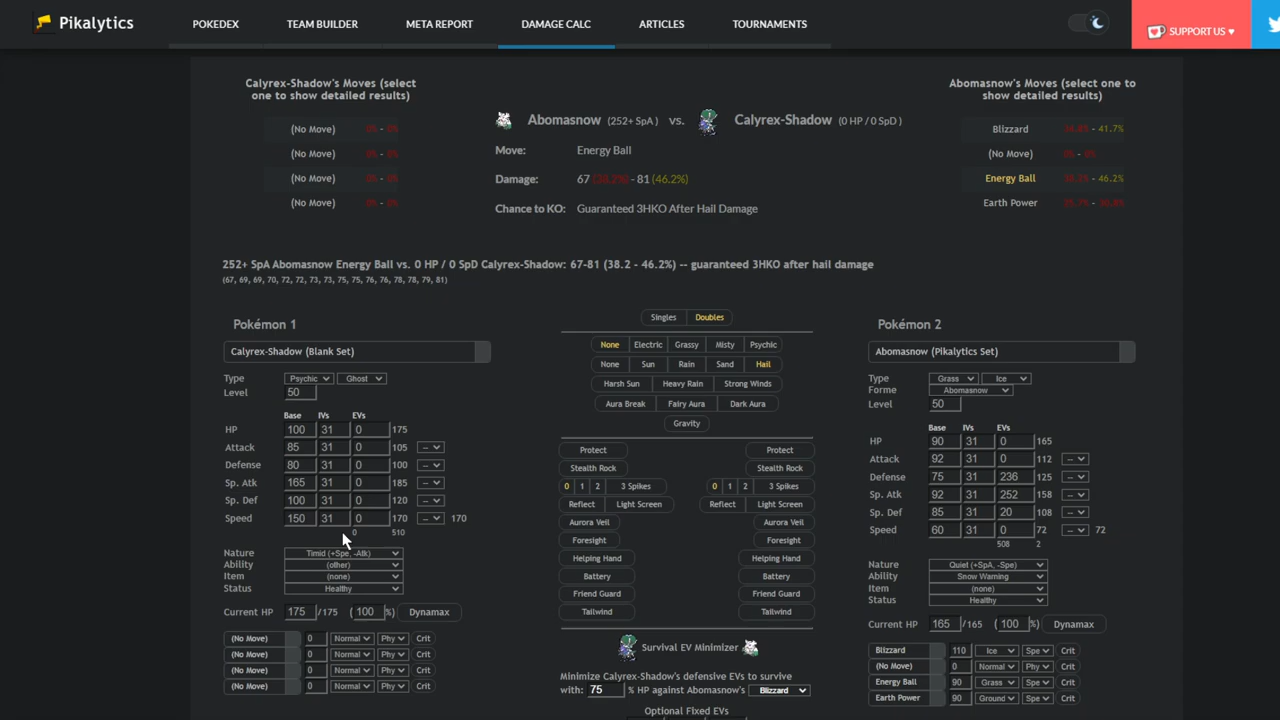 Pikalytics POKEDEX TEAM BUILDER META REPORT DAMAGE CALC ARTICLES TOURNAMENTS SUPPORT US ♥
Calyrex-Shadow's Moves (select
one to show detailed results)
(No Move) 0% - 0%
(No Move) 0% - 0%
(No Move) 0% - 0%
(No Move) 0% - 0%
Abomasnow (252+ SpA ) VS. Calyrex-Shadow (0 HP / 0 SpD )
Move: Energy Ball
Damage: 67 (38.2%) - 81 (46.2%)
Chance to KO: Guaranteed 3HKO After Hail Damage
Abomasnow's Moves (select one to
show detailed results)
Blizzard - 41.7%
(No Move) 0% - 0%
Energy Ball 38.2% - 46.2%
Earth Power
252+ SpA Abomasnow Energy Ball vs. 0 HP / 0 SpD Calyrex-Shadow: 67-81 (38.2 - 46.2%) -- guaranteed 3HKO after hail damage
(67, 69, 69, 70, 72, 72, 73, 73, 75, 75, 76, 76, 78, 78, 79, 81)
Pokémon 1
Calyrex-Shadow (Blank Set)
Type Psychic Ghost
Level 50
Base IVs EVs
HP 100 31 0 175
Attack 85 31 0 105 --
Defense 80 31 0 100 --
Sp. Atk 165 31 0 185 --
Sp. Def 100 31 0 120 --
Speed 150 31 0 170 -- 170
0 510
Nature Timid (+Spe, -Atk)
Ability (other)
Item (none)
Status Healthy
Current HP 175 /175 ( 100 %) Dynamax
(No Move) 0 Normal Phy Crit
(No Move) 0 Normal Phy Crit
(No Move) 0 Normal Phy Crit
(No Move) 0 Normal Phy Crit
Singles Doubles
None Electric Grassy Misty Psychic
None Sun Rain Sand Hail
Harsh Sun Heavy Rain Strong Winds
Aura Break Fairy Aura Dark Aura
Gravity
Protect Protect
Stealth Rock Stealth Rock
0 1 2 3 Spikes 0 1 2 3 Spikes
Reflect Light Screen Reflect Light Screen
Aurora Veil Aurora Veil
Foresight Foresight
Helping Hand Helping Hand
Battery Battery
Friend Guard Friend Guard
Tailwind Tailwind
Survival EV Minimizer
Minimize Calyrex-Shadow's defensive EVs to survive
with: 75 % HP against Abomasnow's Blizzard
Optional Fixed EVs
Pokémon 2
Abomasnow (Pikalytics Set)
Type Grass Ice
Forme Abomasnow
Level 50
Base IVs EVs
HP 90 31 0 165
Attack 92 31 0 112 --
Defense 75 31 236 125 --
Sp. Atk 92 31 252 158 --
Sp. Def 85 31 20 108 --
Speed 60 31 0 72 -- 72
508 2
Nature Quiet (+SpA, -Spe)
Ability Snow Warning
Item (none)
Status Healthy
Current HP 165 /165 ( 100 %) Dynamax
Blizzard 110 Ice Spe Crit
(No Move) 0 Normal Phy Crit
Energy Ball 90 Grass Spe Crit
Earth Power 90 Ground Spe Crit